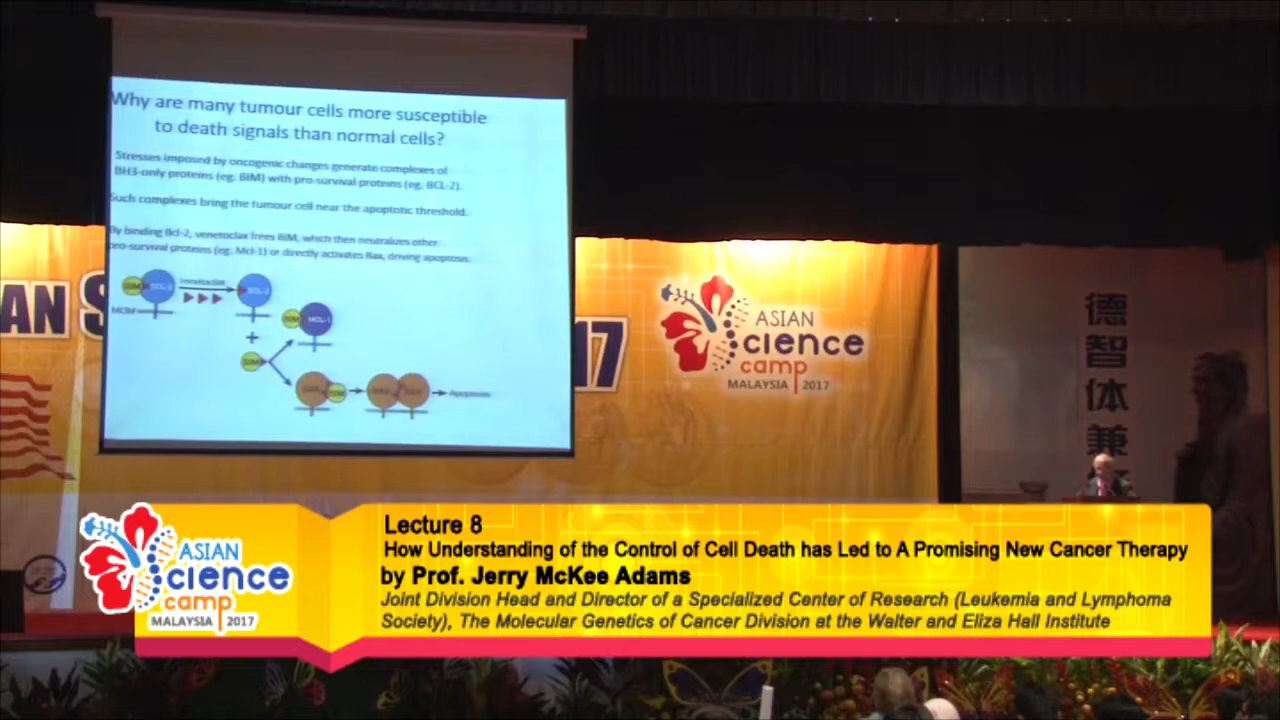 Why are many tumour cells more susceptible
to death signals than normal cells?
Stresses imposed by oncogenic changes generate complexes of
BH3-only proteins (eg. BIM) with pro-survival proteins (eg. BCL-2).
Such complexes bring the tumour cell near the apoptotic threshold.
By binding Bcl-2, venetoclax frees BIM, which then neutralizes other
pro-survival proteins (eg. Mcl-1) or directly activates Bax, driving apoptosis.
BIM BCL-2 venetoclax BCL-2
MOM
BIM MCL-1
+
BIM
BIM
Apoptosis
AN S
17
ASIAN
science
camp
MALAYSIA 2017
德
智
体
兼
Lecture 8
How Understanding of the Control of Cell Death has Led to A Promising New Cancer Therapy
by Prof. Jerry McKee Adams
Joint Division Head and Director of a Specialized Center of Research (Leukemia and Lymphoma
Society), The Molecular Genetics of Cancer Division at the Walter and Eliza Hall Institute
ASIAN
science
camp
MALAYSIA 2017